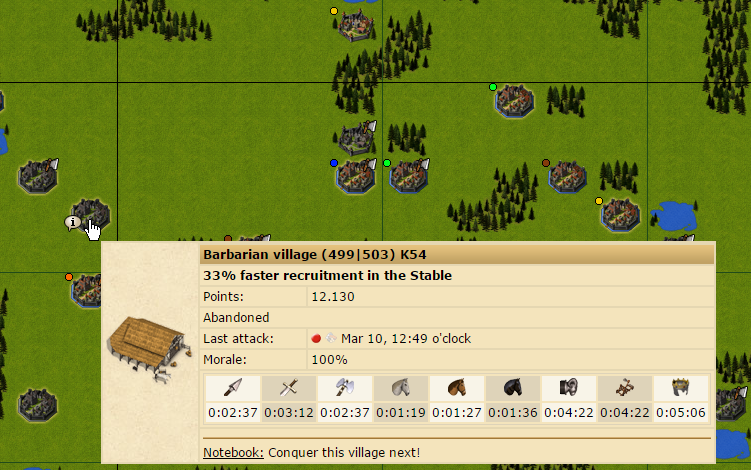 Barbarian village (499|503) K54
33% faster recruitment in the Stable
Points: 12.130
Abandoned
Last attack: Mar 10, 12:49 o'clock
Morale: 100%
0:02:37 0:03:12 0:02:37 0:01:19 0:01:27 0:01:36 0:04:22 0:04:22 0:05:06
Notebook: Conquer this village next!